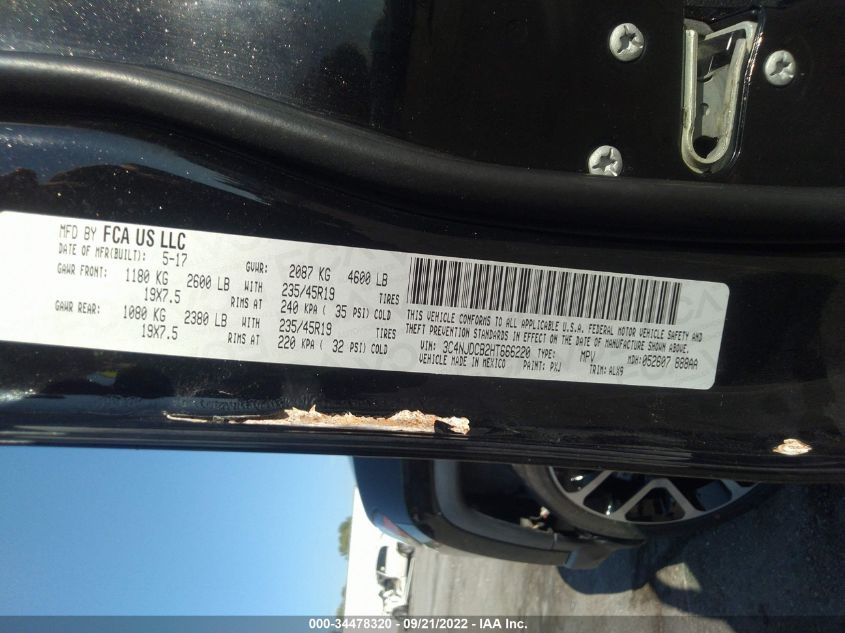 MFD BY FCA US LLC
DATE OF MFR(BUILT): 5-17 GVWR: 2087 KG 4600 LB
GAWR FRONT: 1180 KG 2600 LB WITH 235/45R19 TIRES
19X7.5 RIMS AT 240 KPA ( 35 PSI) COLD
GAWR REAR: 1080 KG 2380 LB WITH 235/45R19 TIRES
19X7.5 RIMS AT 220 KPA ( 32 PSI) COLD
THIS VEHICLE CONFORMS TO ALL APPLICABLE U.S.A. FEDERAL MOTOR VEHICLE SAFETY AND
THEFT PREVENTION STANDARDS IN EFFECT ON THE DATE OF MANUFACTURE SHOWN ABOVE.
VIN: 3C4NJDCB2HT666220 TYPE: MPV MDH: 052607 888AA
VEHICLE MADE IN MEXICO PAINT: PXJ TRIM: ALX9
000-34478320 - 09/21/2022 - IAA Inc.